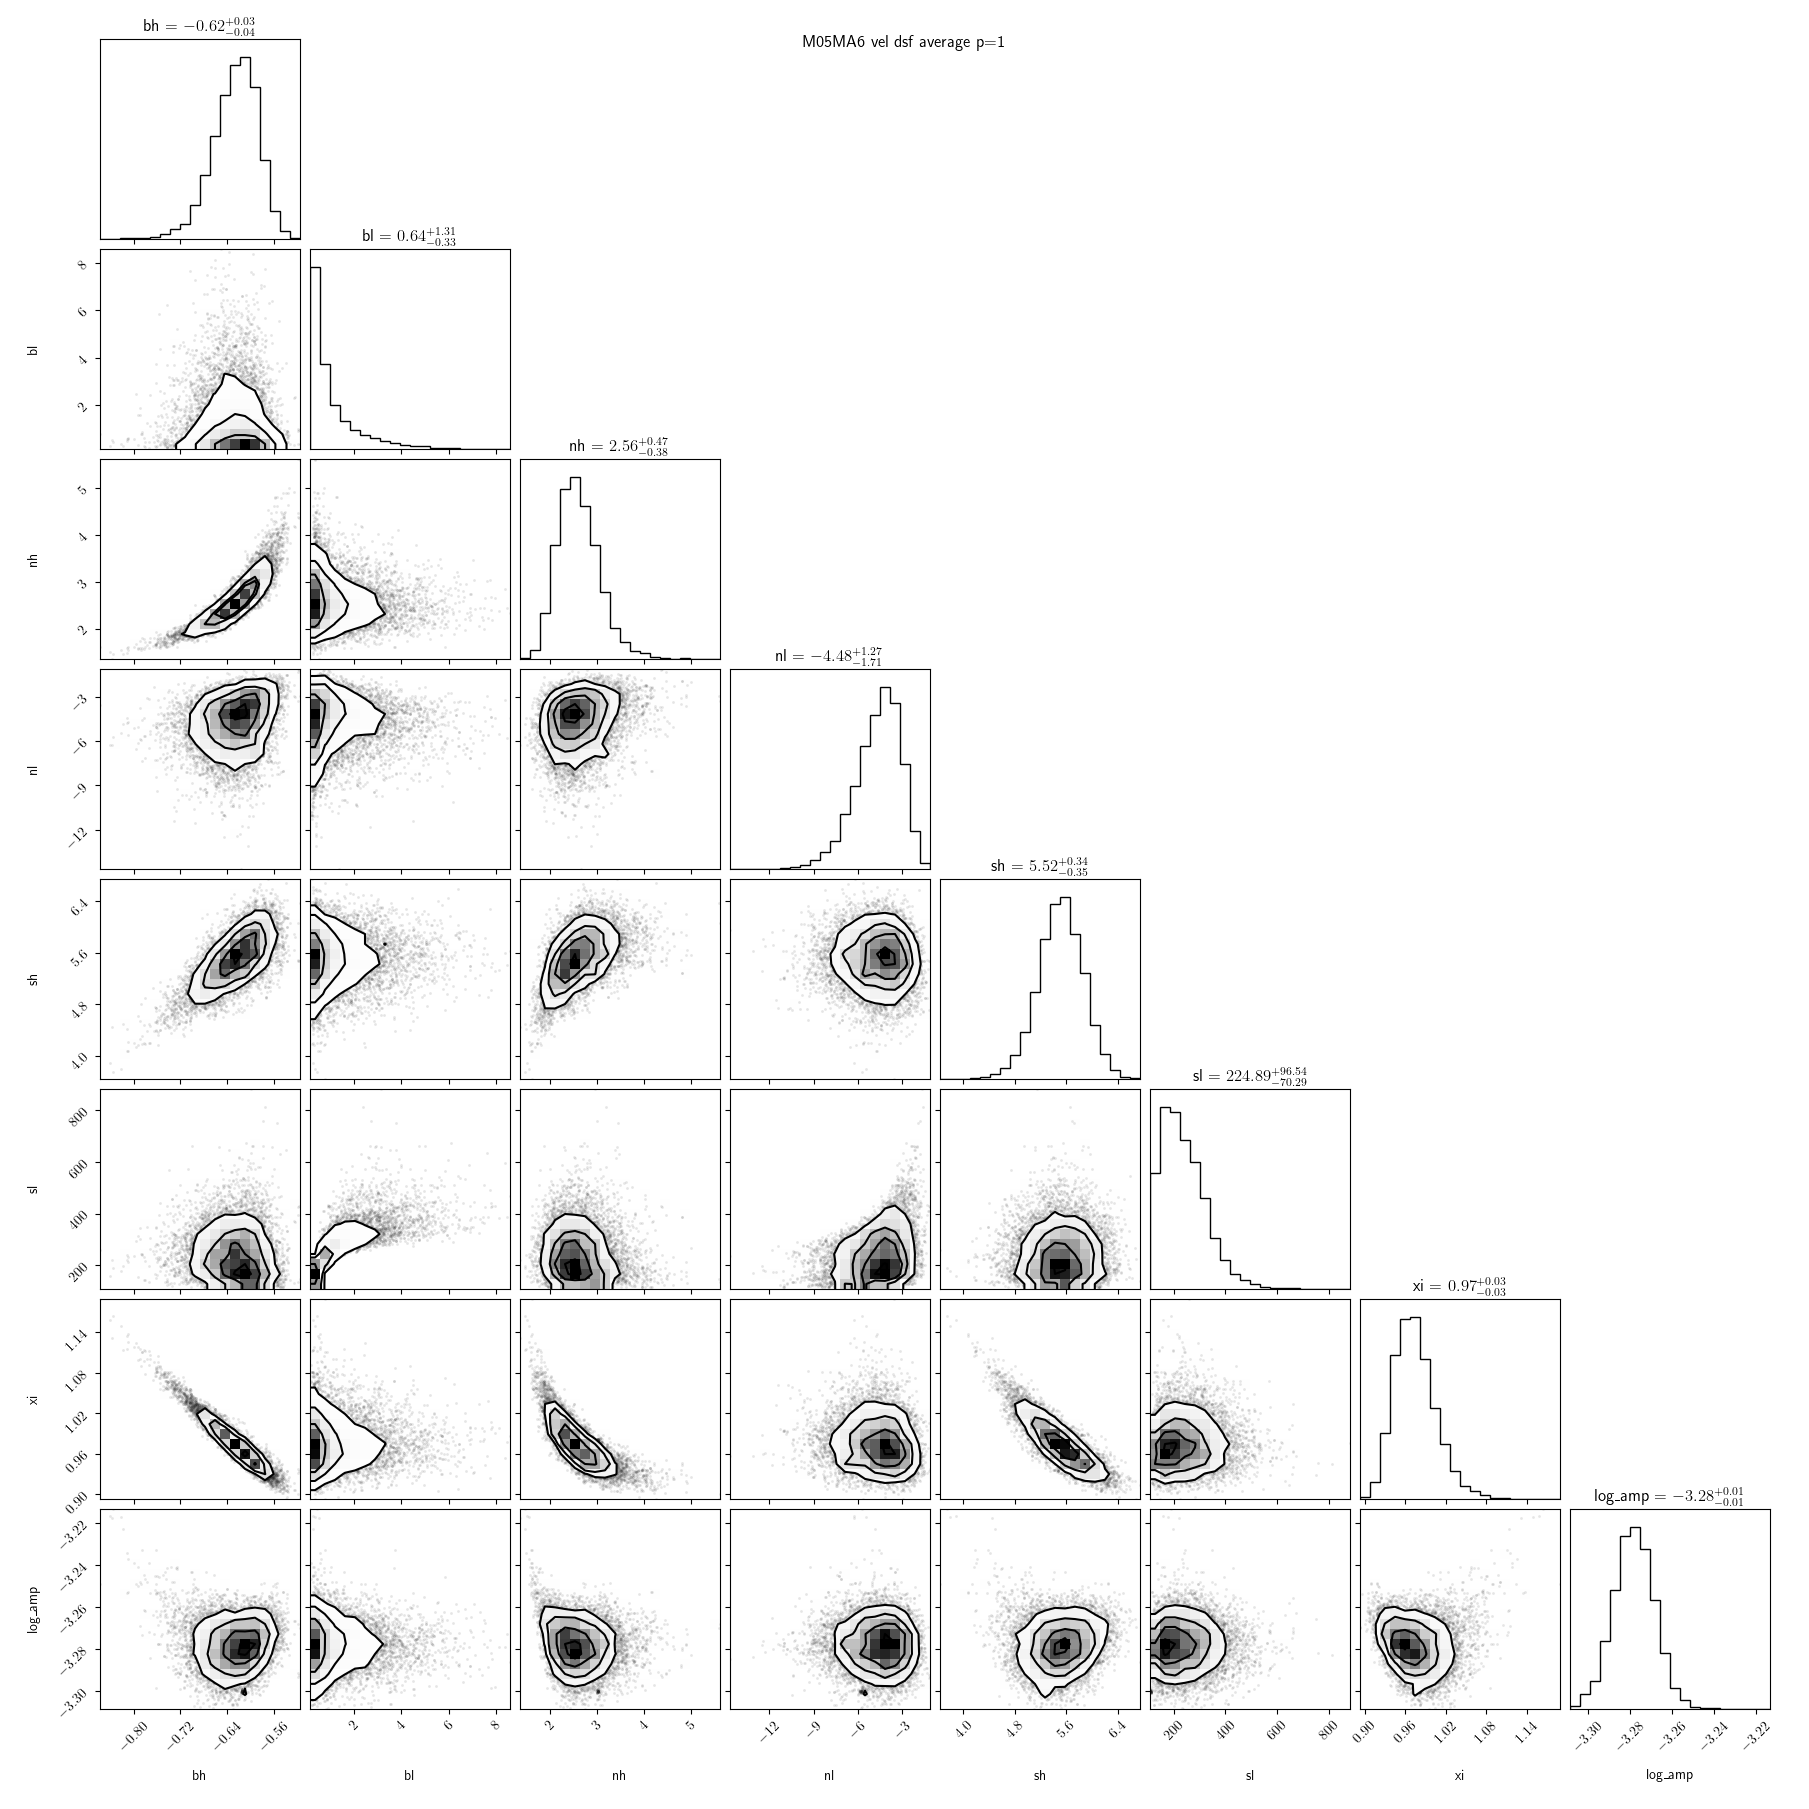 M05MA6 vel dsf average p=1
bh = −0.62+0.03−0.04
bl = 0.64+1.31−0.33
8
6
4
2
bl
nh = 2.56+0.47−0.38
5
4
3
2
nh
nl = −4.48+1.27−1.71
−3
−6
−9
−12
nl
sh = 5.52+0.34−0.35
6.4
5.6
4.8
4.0
sh
sl = 224.89+96.54−70.29
800
600
400
200
sl
xi = 0.97+0.03−0.03
1.14
1.08
1.02
0.96
0.90
xi
log_amp = −3.28+0.01−0.01
−3.22
−3.24
−3.26
−3.28
−3.30
log_amp
−0.80 −0.72 −0.64 −0.56 2 4 6 8 2 3 4 5 −12 −9 −6 −3 4.0 4.8 5.6 6.4 200 400 600 800 0.90 0.96 1.02 1.08 1.14 −3.30 −3.28 −3.26 −3.24 −3.22
bh bl nh nl sh sl xi log_amp